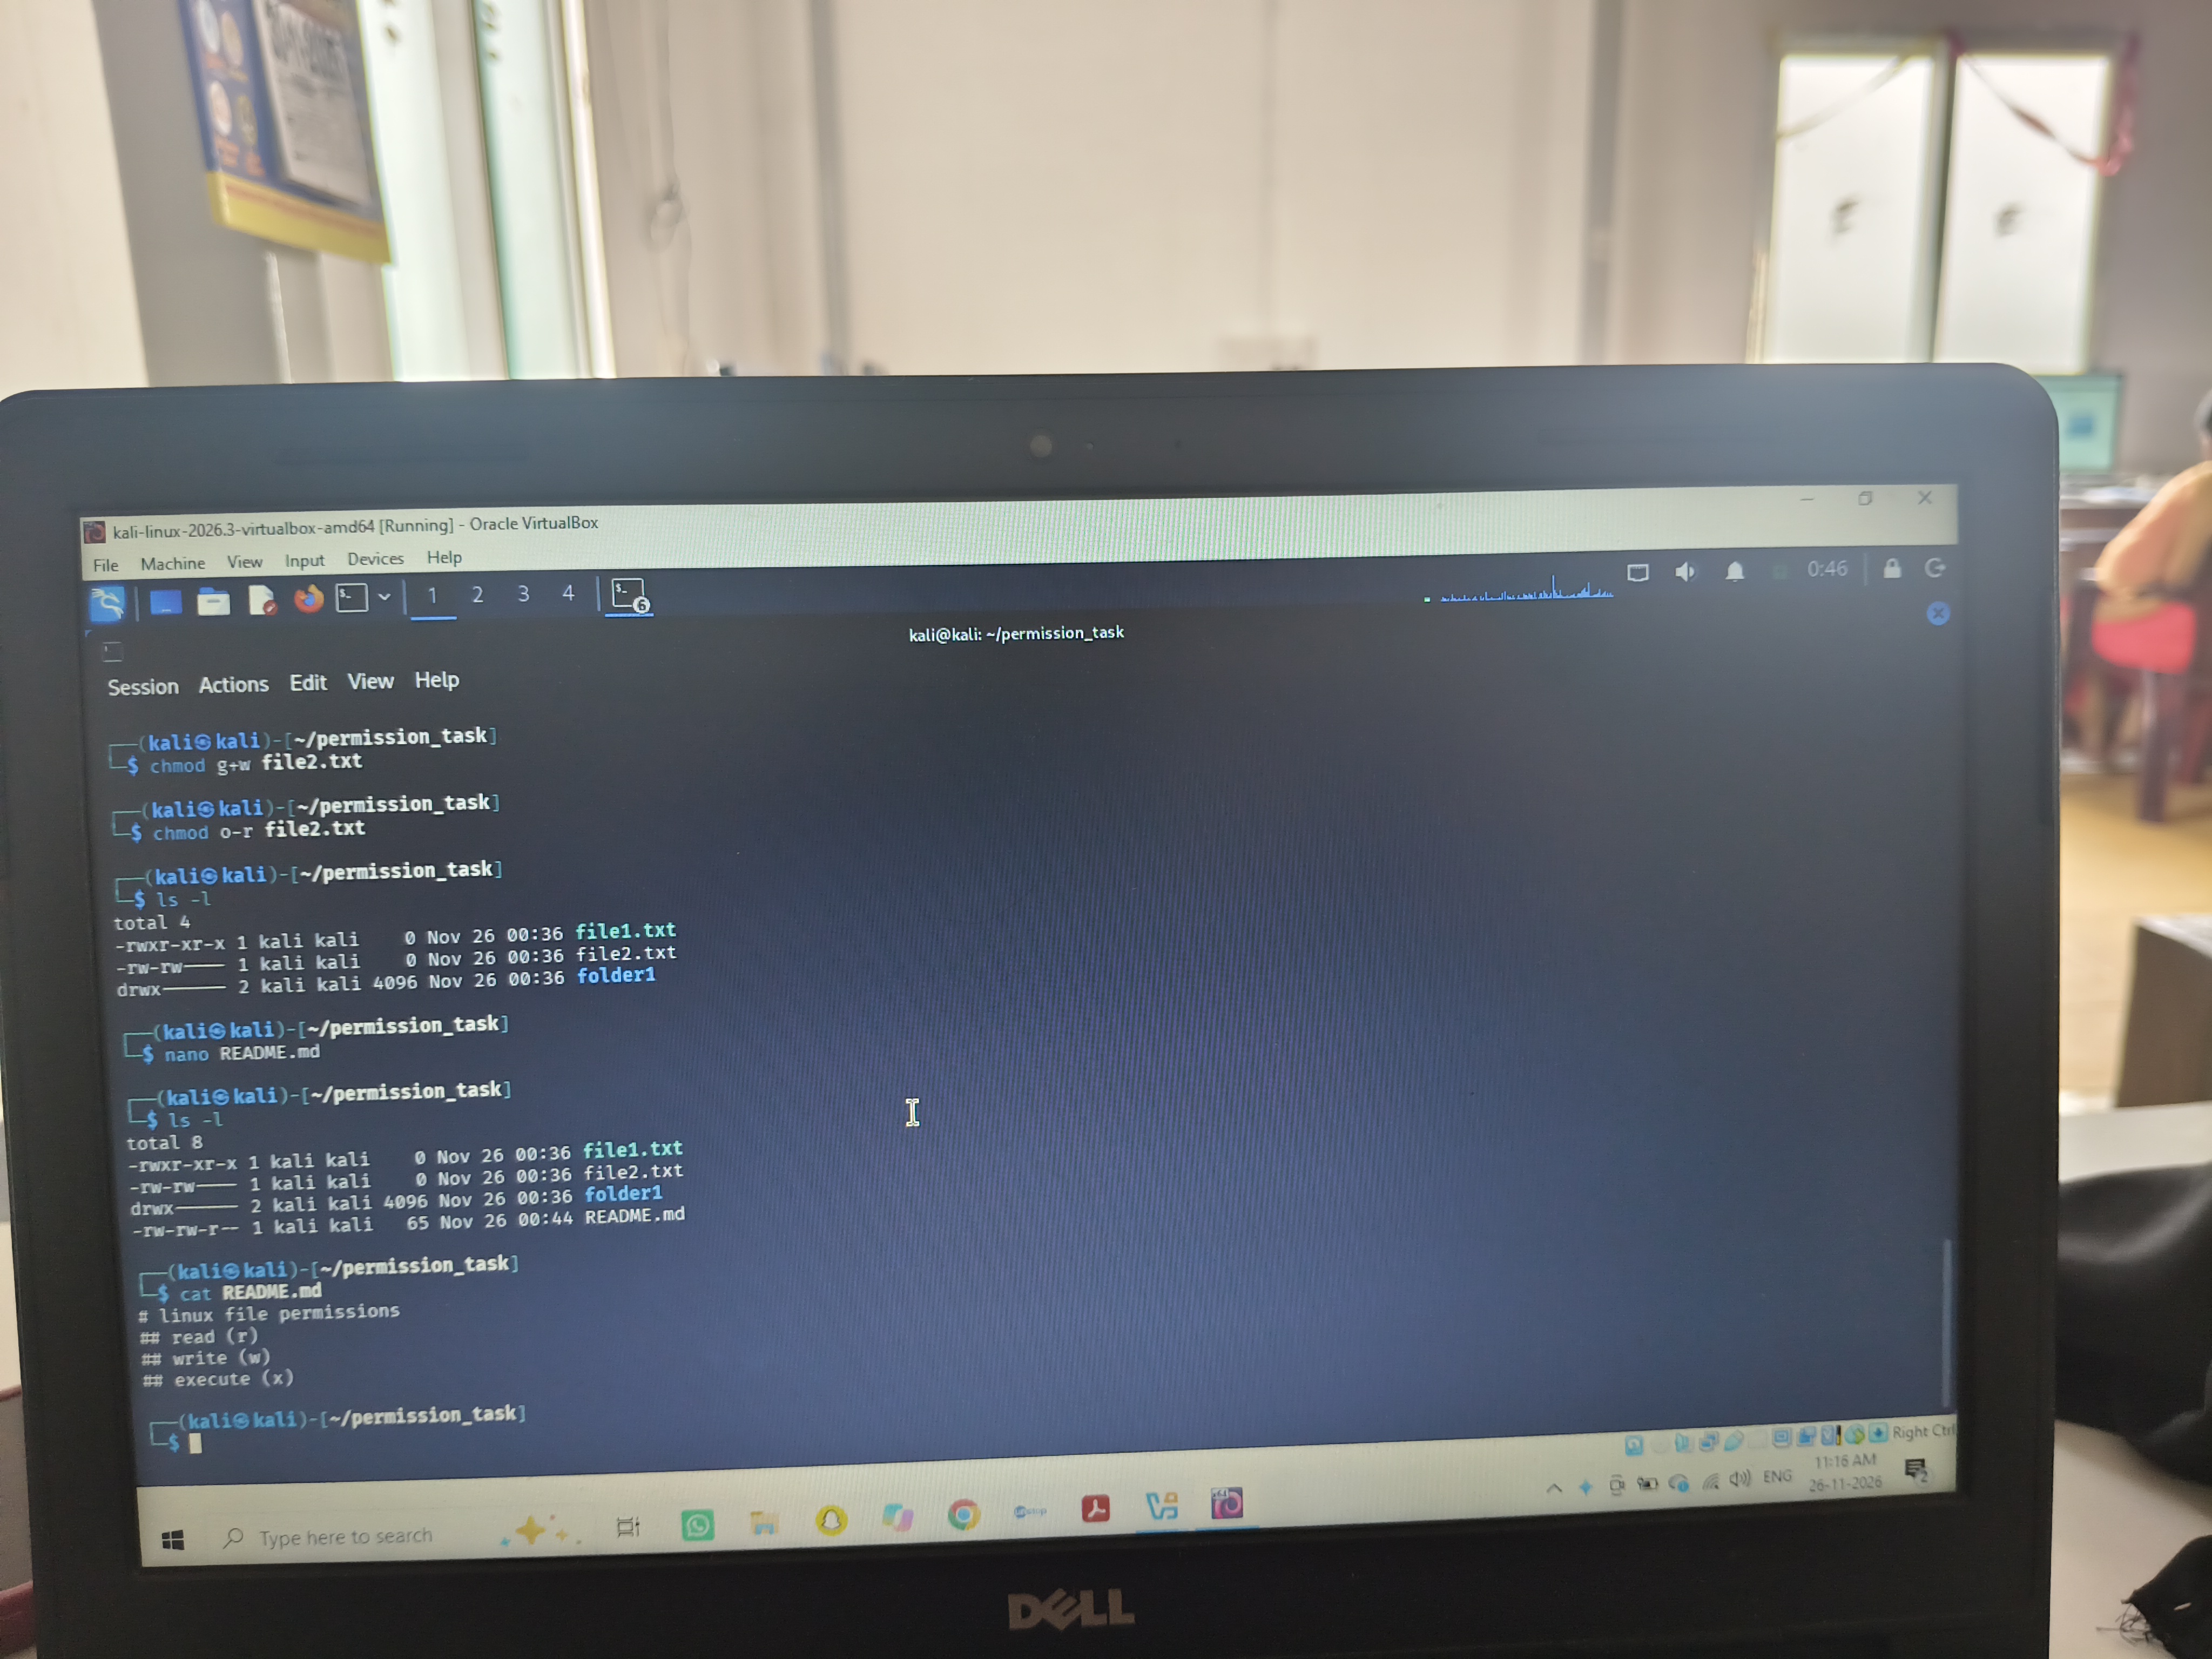 kali-linux-2026.3-virtualbox-amd64 [Running] - Oracle VirtualBox
File Machine View Input Devices Help
1 2 3 4
6
0:46
kali@kali: ~/permission_task
Session Actions Edit View Help
┌──(kali㉿kali)-[~/permission_task]
└─$ chmod g+w file2.txt
┌──(kali㉿kali)-[~/permission_task]
└─$ chmod o-r file2.txt
┌──(kali㉿kali)-[~/permission_task]
└─$ ls -l
total 4
-rwxr-xr-x 1 kali kali    0 Nov 26 00:36 file1.txt
-rw-rw---- 1 kali kali    0 Nov 26 00:36 file2.txt
drwx------ 2 kali kali 4096 Nov 26 00:36 folder1
┌──(kali㉿kali)-[~/permission_task]
└─$ nano README.md
┌──(kali㉿kali)-[~/permission_task]
└─$ ls -l
total 8
-rwxr-xr-x 1 kali kali    0 Nov 26 00:36 file1.txt
-rw-rw---- 1 kali kali    0 Nov 26 00:36 file2.txt
drwx------ 2 kali kali 4096 Nov 26 00:36 folder1
-rw-rw-r-- 1 kali kali   65 Nov 26 00:44 README.md
┌──(kali㉿kali)-[~/permission_task]
└─$ cat README.md
# linux file permissions
## read (r)
## write (w)
## execute (x)
┌──(kali㉿kali)-[~/permission_task]
└─$
Right Ctrl
Type here to search
ENG
11:16 AM
26-11-2026
2
DELL